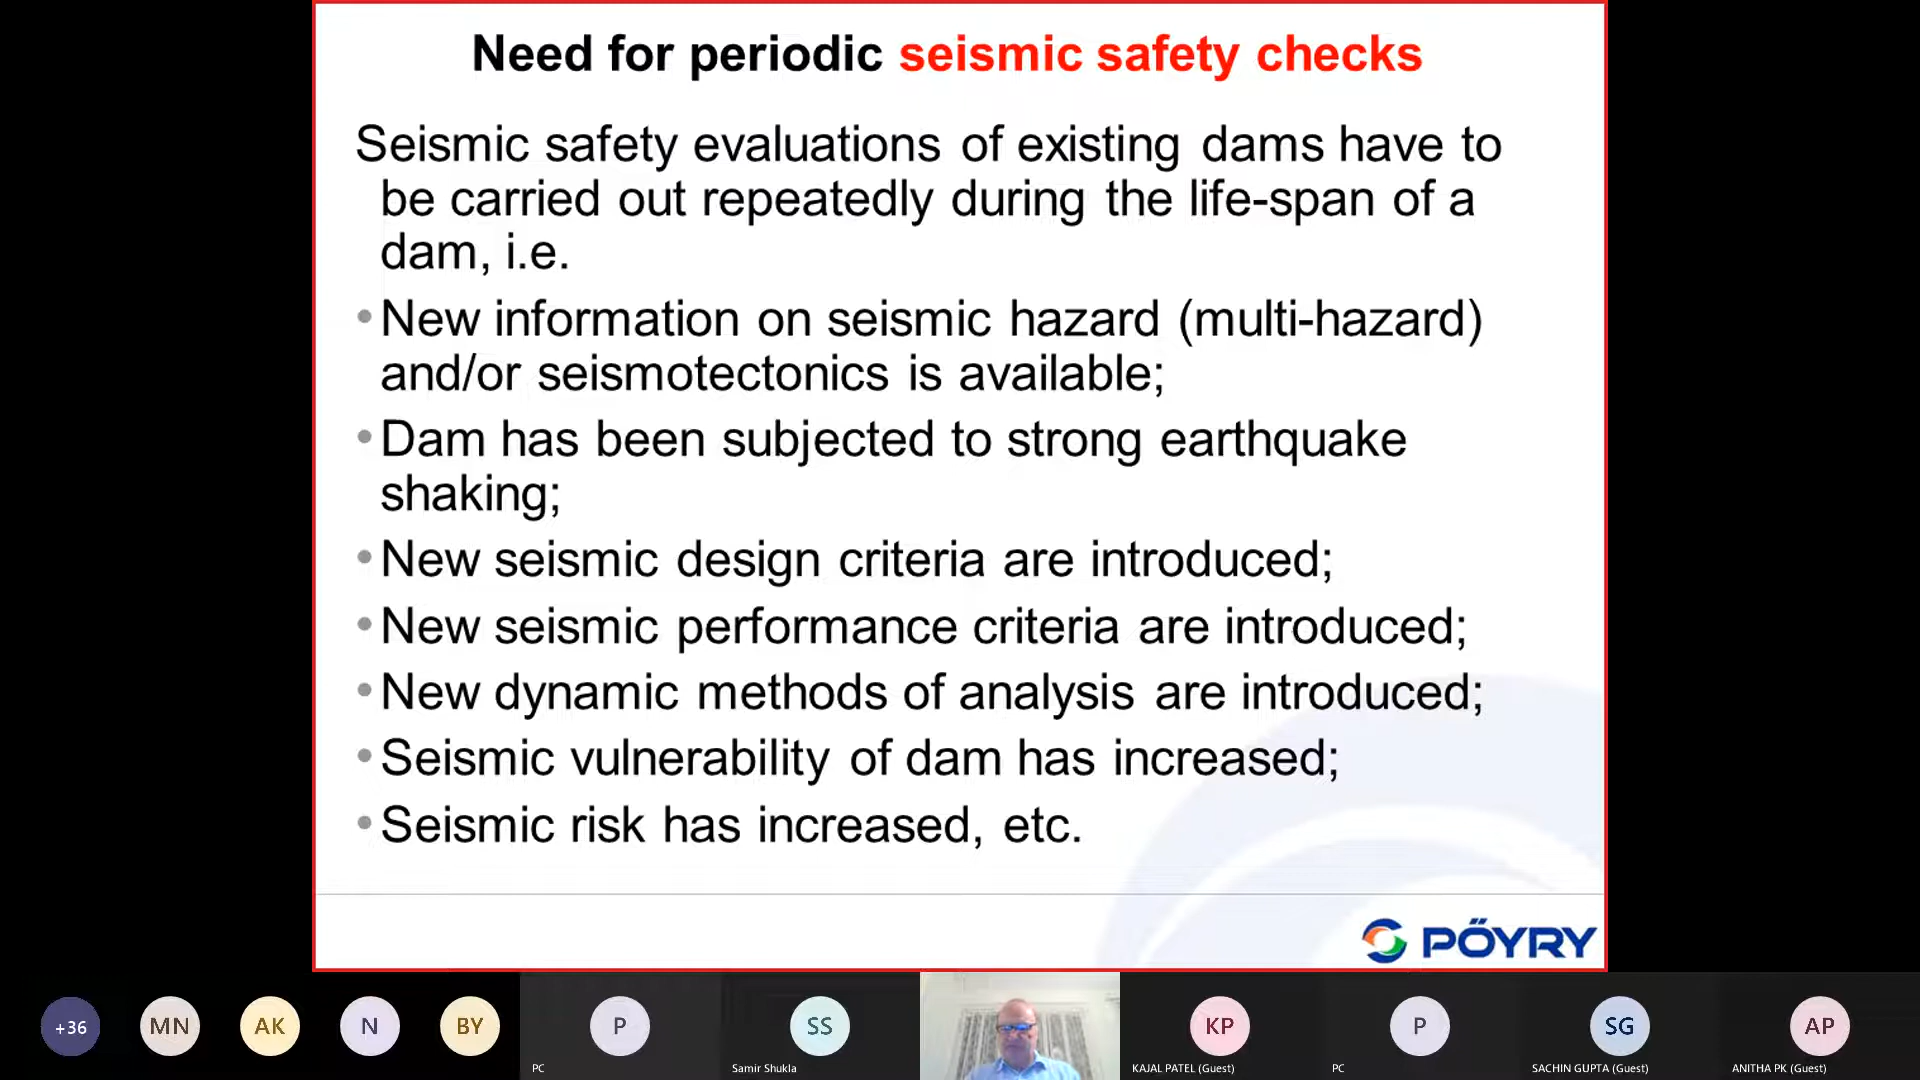 Need for periodic seismic safety checks
Seismic safety evaluations of existing dams have to
be carried out repeatedly during the life-span of a
dam, i.e.
•New information on seismic hazard (multi-hazard)
and/or seismotectonics is available;
•Dam has been subjected to strong earthquake
shaking;
•New seismic design criteria are introduced;
•New seismic performance criteria are introduced;
•New dynamic methods of analysis are introduced;
•Seismic vulnerability of dam has increased;
•Seismic risk has increased, etc.
PÖYRY
+36
MN
AK
N
BY
P
PC
SS
Samir Shukla
KP
KAJAL PATEL (Guest)
P
PC
SG
SACHIN GUPTA (Guest)
AP
ANITHA PK (Guest)